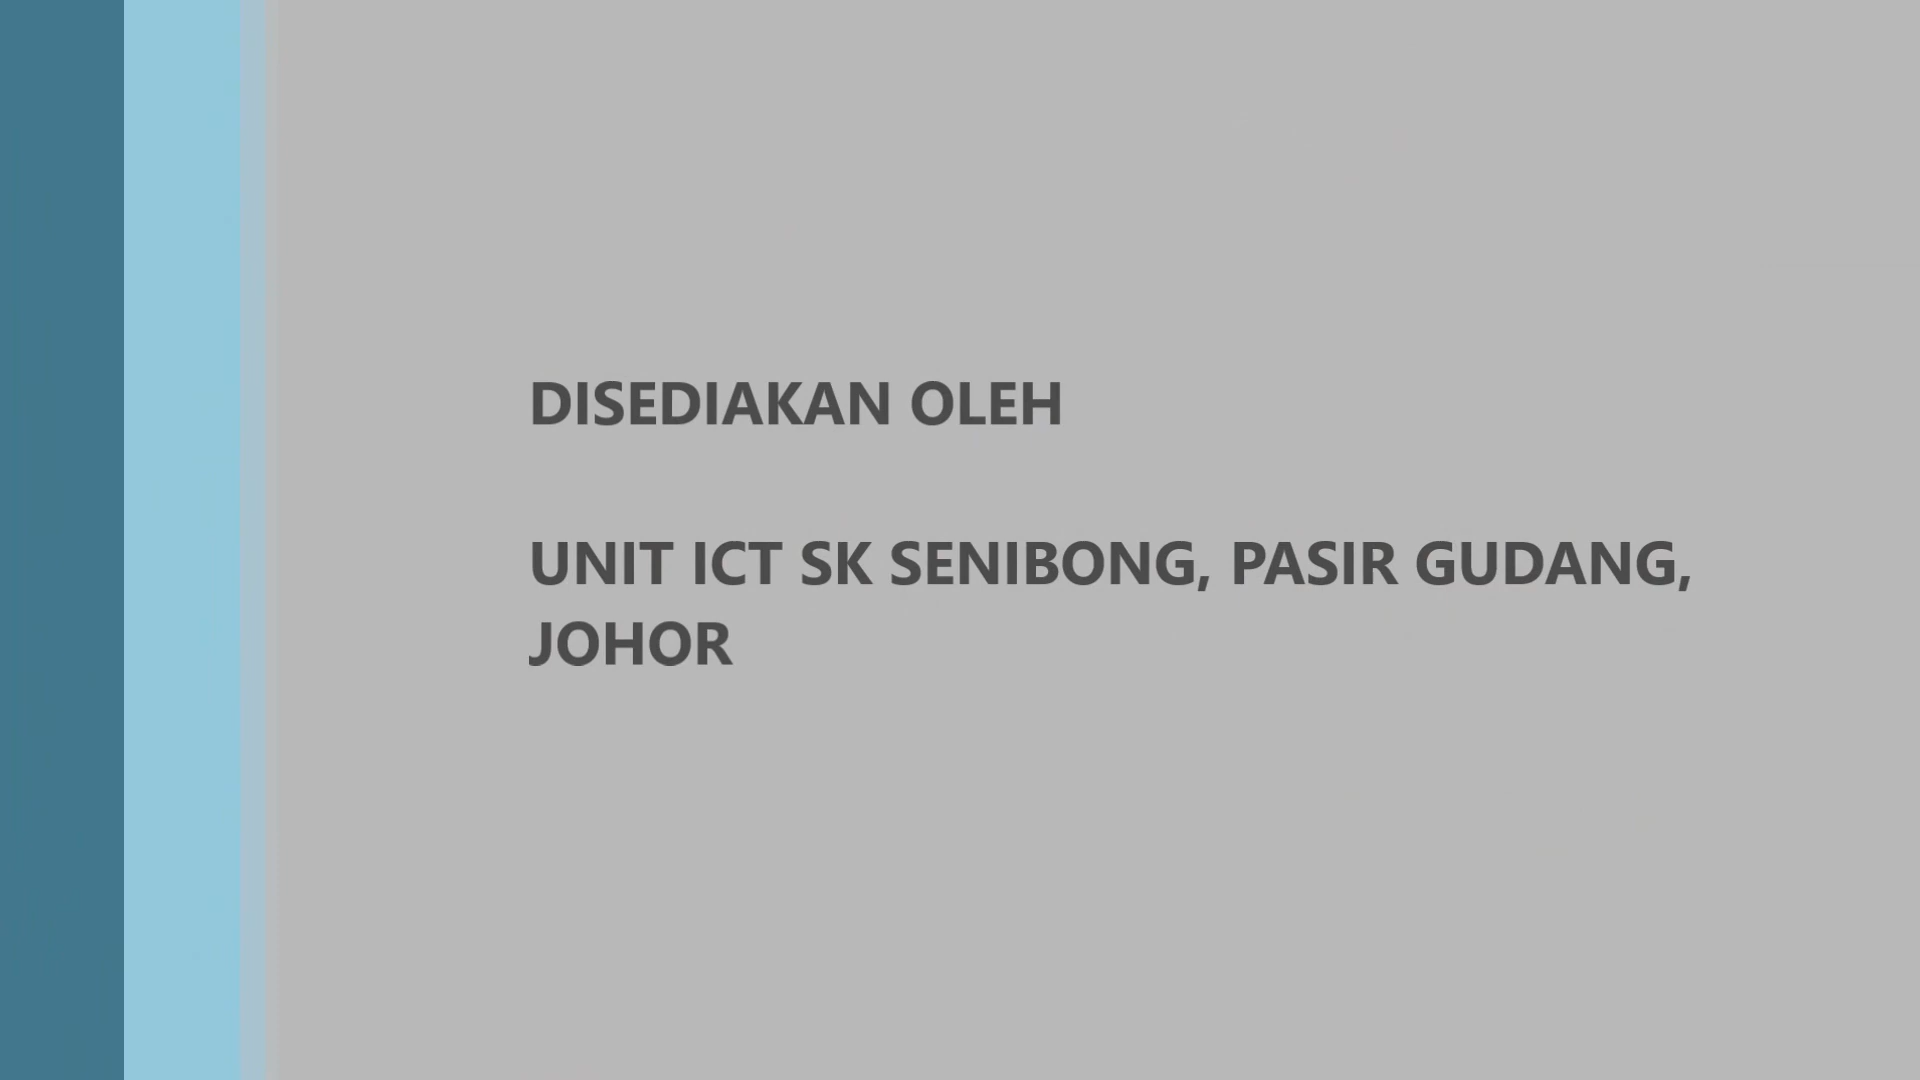 DISEDIAKAN OLEH
UNIT ICT SK SENIBONG, PASIR GUDANG,
JOHOR